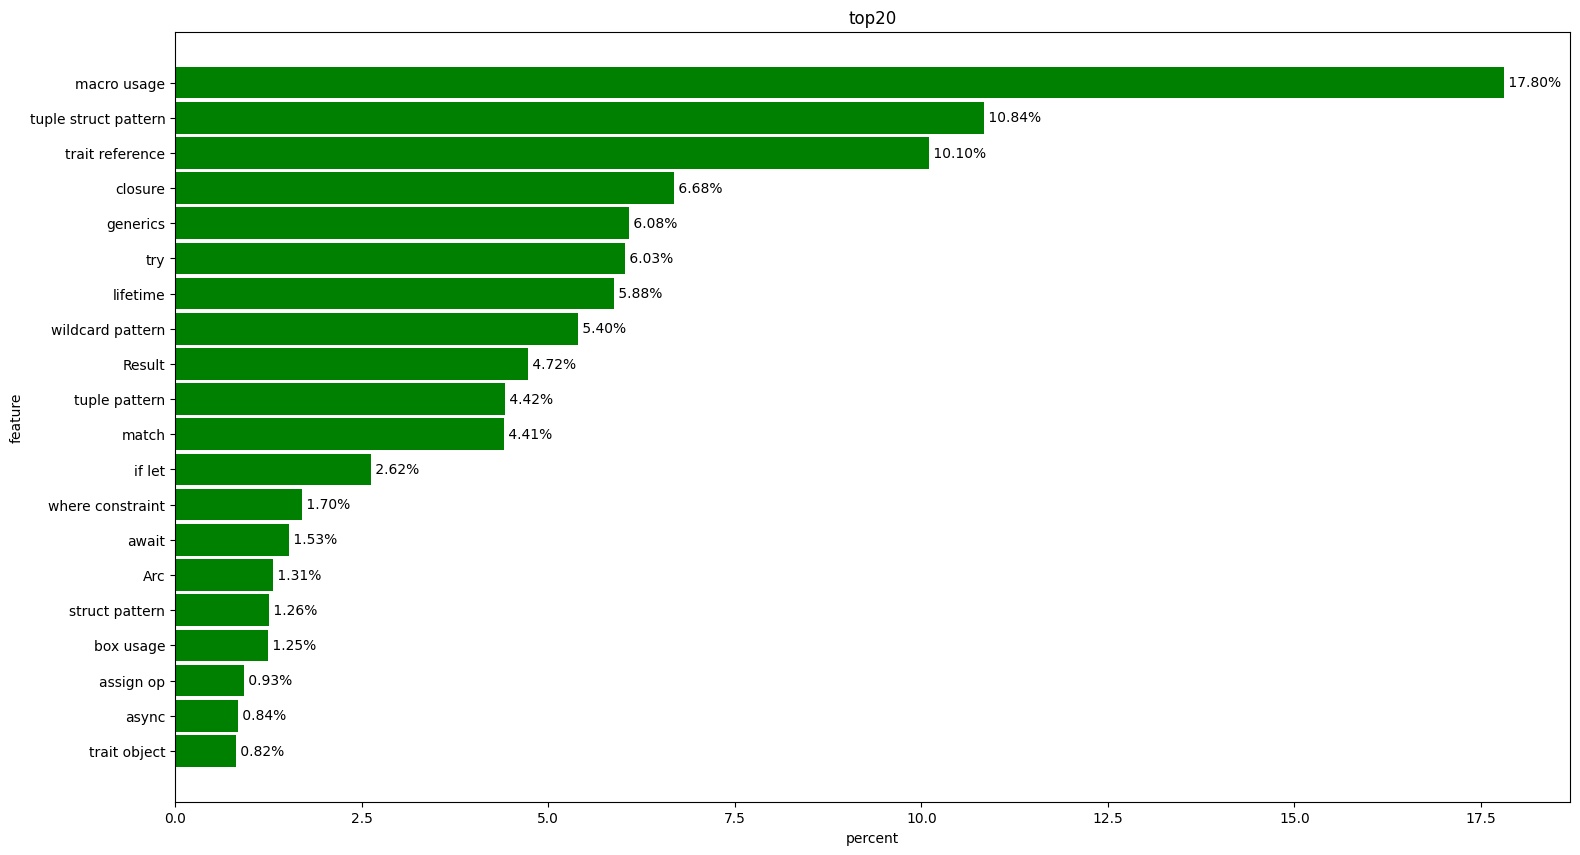 top20
macro usage 17.80%
tuple struct pattern 10.84%
trait reference 10.10%
closure 6.68%
generics 6.08%
try 6.03%
lifetime 5.88%
wildcard pattern 5.40%
Result 4.72%
tuple pattern 4.42%
match 4.41%
if let 2.62%
where constraint 1.70%
await 1.53%
Arc 1.31%
struct pattern 1.26%
box usage 1.25%
assign op 0.93%
async 0.84%
trait object 0.82%
feature
0.0 2.5 5.0 7.5 10.0 12.5 15.0 17.5
percent